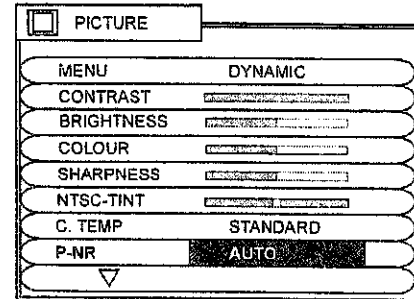 PICTURE
MENU DYNAMIC
CONTRAST
BRIGHTNESS
COLOUR
SHARPNESS
NTSC-TINT
C. TEMP STANDARD
P-NR AUTO